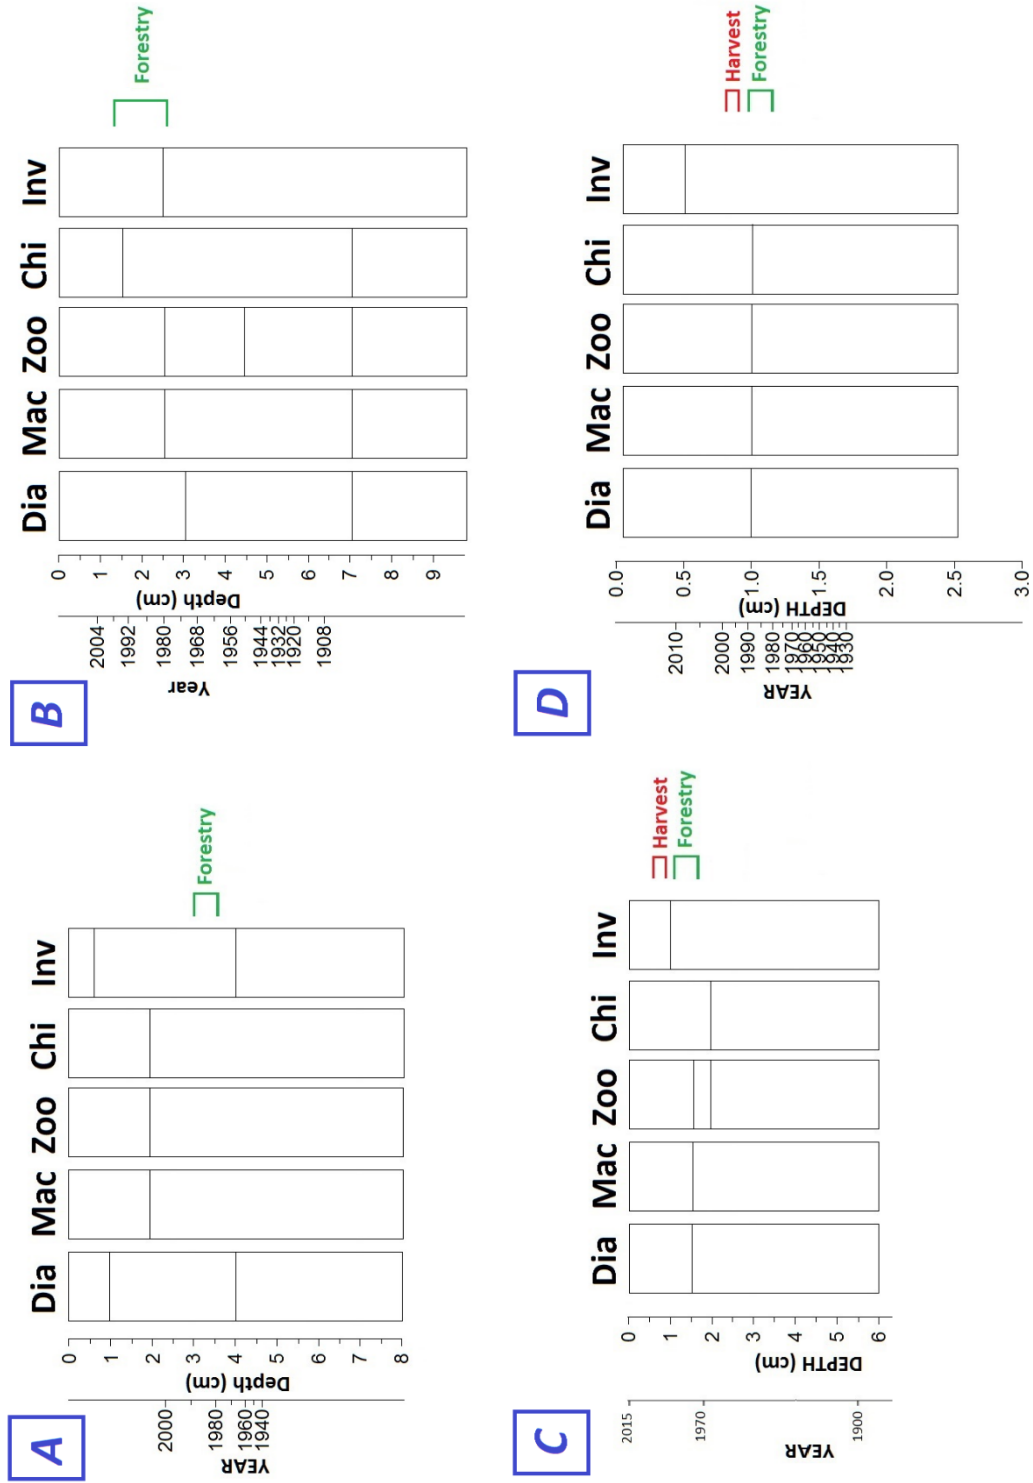 A
Dia Mac Zoo Chi Inv
YEAR
2000
1980
1960
1940
Depth (cm)
0
1
2
3
4
5
6
7
8
Forestry
B
Dia Mac Zoo Chi Inv
Year
2004
1992
1980
1968
1956
1944
1932
1920
1908
Depth (cm)
0
1
2
3
4
5
6
7
8
9
Forestry
C
Dia Mac Zoo Chi Inv
YEAR
2015
1970
1900
DEPTH (cm)
0
1
2
3
4
5
6
Harvest
Forestry
D
Dia Mac Zoo Chi Inv
YEAR
2010
2000
1990
1980
1970
1960
1950
1940
1930
DEPTH (cm)
0.0
0.5
1.0
1.5
2.0
2.5
3.0
Harvest
Forestry